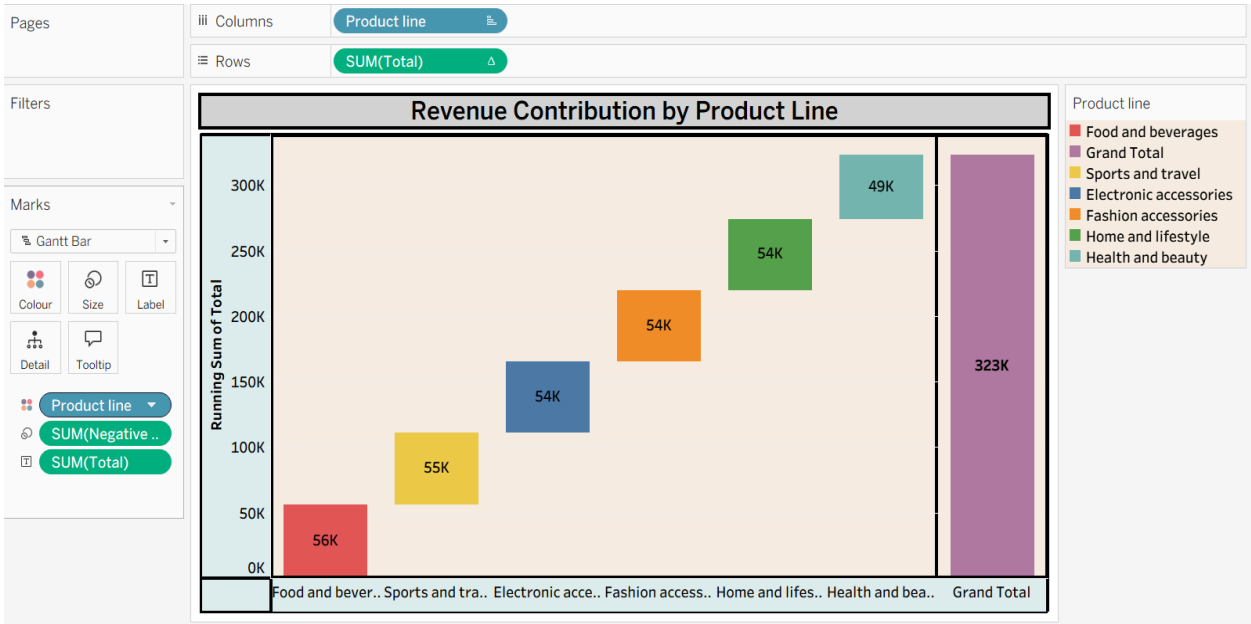 Pages
Columns
Product line
Rows
SUM(Total)
Filters
Marks
Gantt Bar
Colour
Size
Label
Detail
Tooltip
Product line
SUM(Negative ..
SUM(Total)
Revenue Contribution by Product Line
Running Sum of Total
300K
250K
200K
150K
100K
50K
0K
56K
55K
54K
54K
54K
49K
323K
Food and bever.. Sports and tra.. Electronic acce.. Fashion access.. Home and lifes.. Health and bea.. Grand Total
Product line
Food and beverages
Grand Total
Sports and travel
Electronic accessories
Fashion accessories
Home and lifestyle
Health and beauty